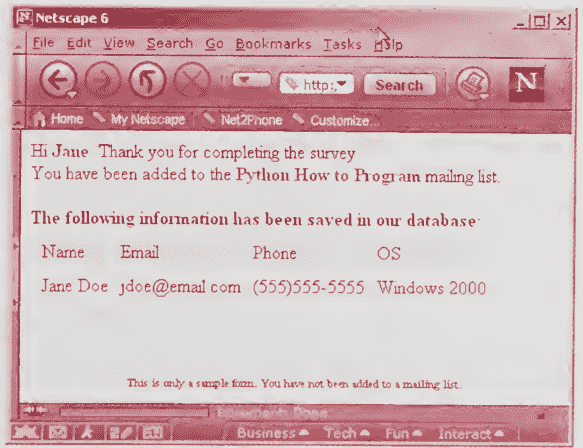 Netscape 6
File Edit View Search Go Bookmarks Tasks Help
http:, Search N
Home My Netscape Net2Phone Customize...
Hi Jane Thank you for completing the survey
You have been added to the Python How to Program mailing list.
The following information has been saved in our database:
Name Email Phone OS
Jane Doe jdoe@email com (555)555-5555 Windows 2000
This is only a sample form. You have not been added to a mailing list.
Document: Done
Business Tech Fun Interact